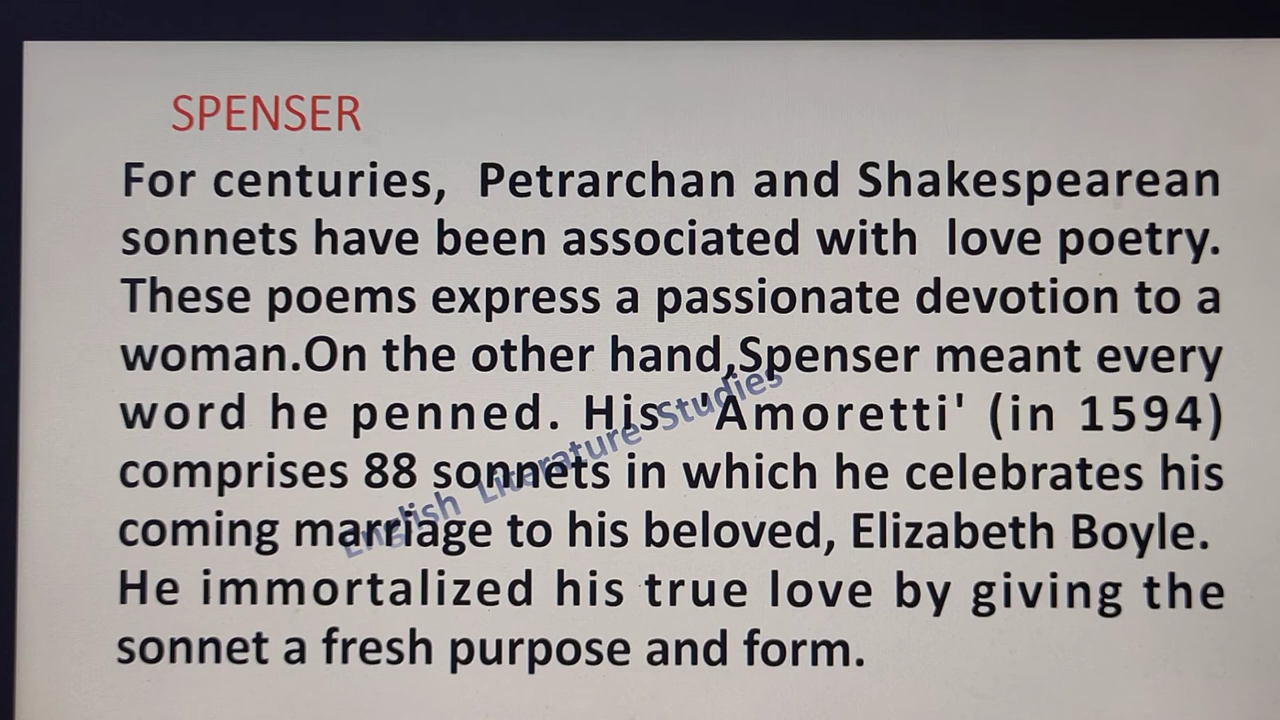 SPENSER
For centuries, Petrarchan and Shakespearean
sonnets have been associated with love poetry.
These poems express a passionate devotion to a
woman.On the other hand,Spenser meant every
word he penned. His 'Amoretti' (in 1594)
comprises 88 sonnets in which he celebrates his
coming marriage to his beloved, Elizabeth Boyle.
He immortalized his true love by giving the
sonnet a fresh purpose and form.
English Literature Studies